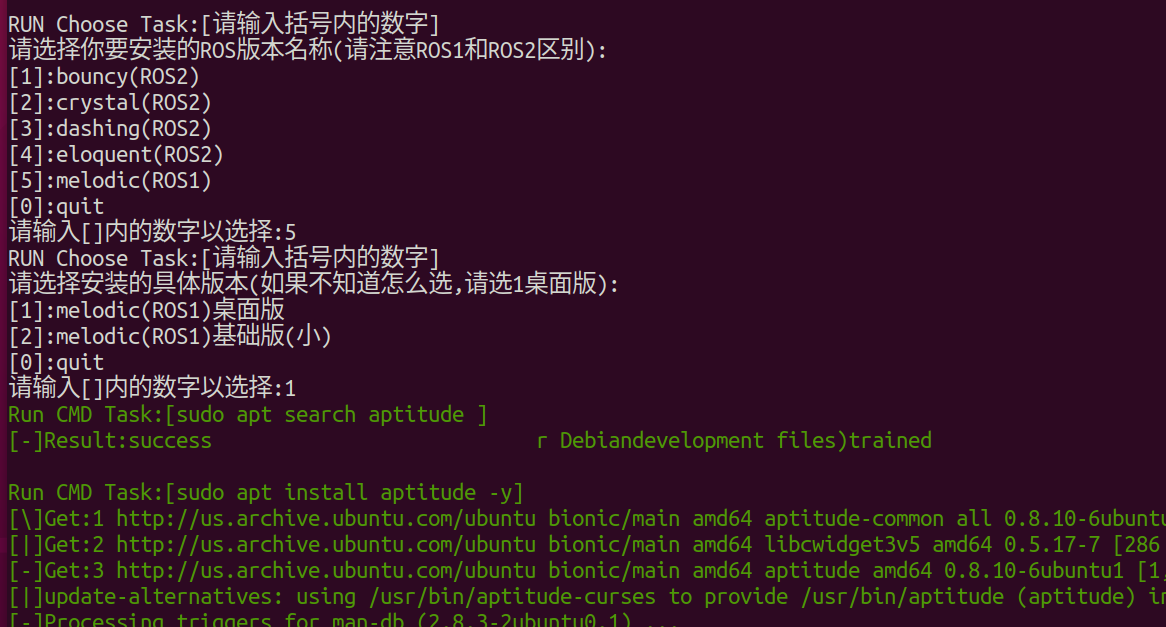 RUN Choose Task:[请输入括号内的数字]
请选择你要安装的ROS版本名称(请注意ROS1和ROS2区别):
[1]:bouncy(ROS2)
[2]:crystal(ROS2)
[3]:dashing(ROS2)
[4]:eloquent(ROS2)
[5]:melodic(ROS1)
[0]:quit
请输入[]内的数字以选择:5
RUN Choose Task:[请输入括号内的数字]
请选择安装的具体版本(如果不知道怎么选,请选1桌面版):
[1]:melodic(ROS1)桌面版
[2]:melodic(ROS1)基础版(小)
[0]:quit
请输入[]内的数字以选择:1
Run CMD Task:[sudo apt search aptitude ]
[-]Result:success r Debiandevelopment files)trained
Run CMD Task:[sudo apt install aptitude -y]
[\]Get:1 http://us.archive.ubuntu.com/ubuntu bionic/main amd64 aptitude-common all 0.8.10-6ubuntu
[|]Get:2 http://us.archive.ubuntu.com/ubuntu bionic/main amd64 libcwidget3v5 amd64 0.5.17-7 [286
[-]Get:3 http://us.archive.ubuntu.com/ubuntu bionic/main amd64 aptitude amd64 0.8.10-6ubuntu1 [1,
[|]update-alternatives: using /usr/bin/aptitude-curses to provide /usr/bin/aptitude (aptitude) in
[-]Processing triggers for man-db (2.8.3-2ubuntu0.1) ...